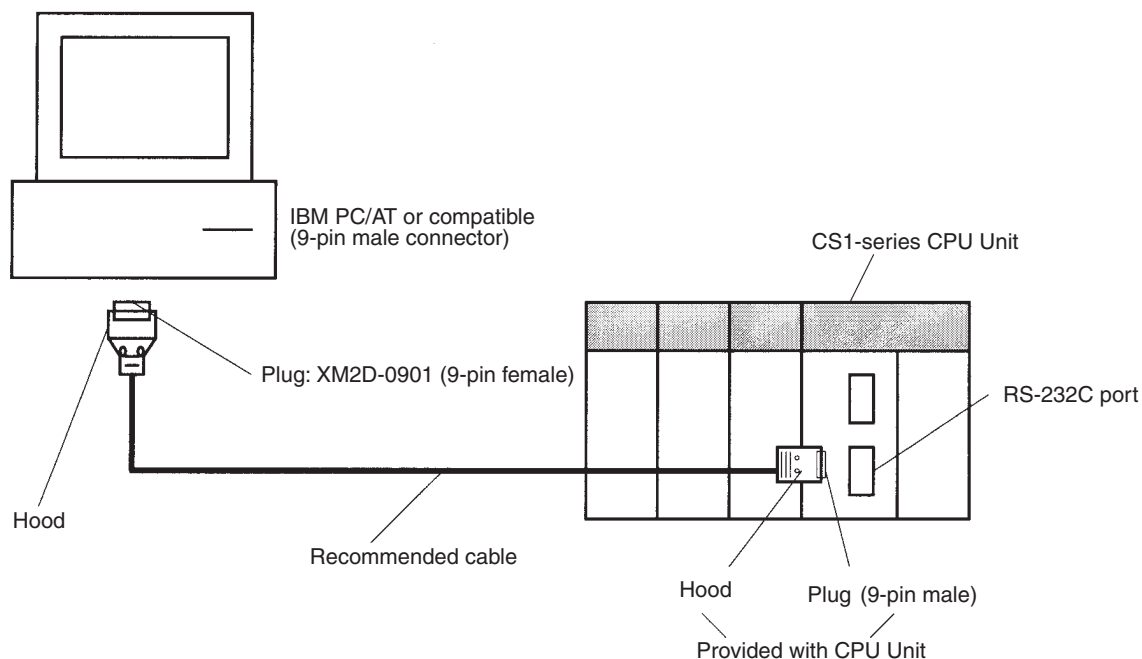 IBM PC/AT or compatible
(9-pin male connector)
CS1-series CPU Unit
Plug: XM2D-0901 (9-pin female)
RS-232C port
Hood
Recommended cable
Hood
Plug (9-pin male)
Provided with CPU Unit